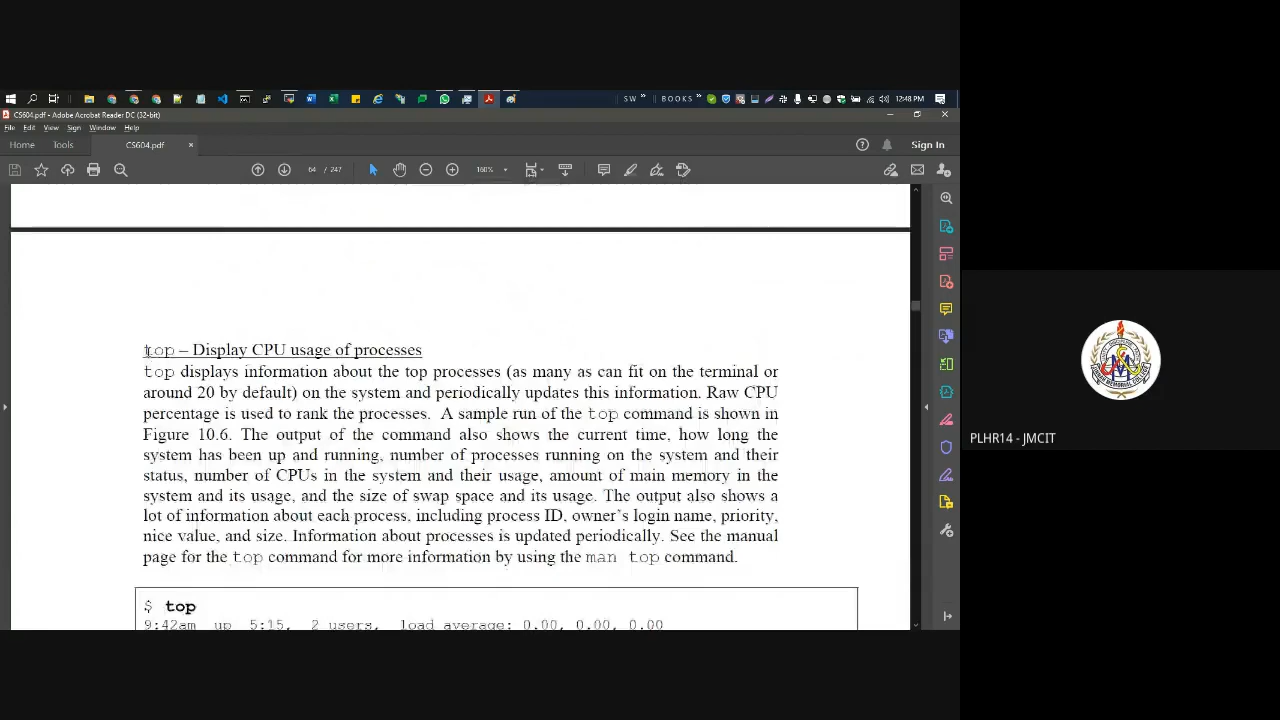 SW » BOOKS » 12:48 PM
CS604.pdf - Adobe Acrobat Reader DC (32-bit)
File Edit View Sign Window Help
Home Tools CS604.pdf × Sign In
64 / 247 160%
top – Display CPU usage of processes
top displays information about the top processes (as many as can fit on the terminal or
around 20 by default) on the system and periodically updates this information. Raw CPU
percentage is used to rank the processes. A sample run of the top command is shown in
Figure 10.6. The output of the command also shows the current time, how long the
system has been up and running, number of processes running on the system and their
status, number of CPUs in the system and their usage, amount of main memory in the
system and its usage, and the size of swap space and its usage. The output also shows a
lot of information about each process, including process ID, owner's login name, priority,
nice value, and size. Information about processes is updated periodically. See the manual
page for the top command for more information by using the man top command.
$ top
9:42am up 5:15, 2 users, load average: 0.00, 0.00, 0.00
PLHR14 - JMCIT